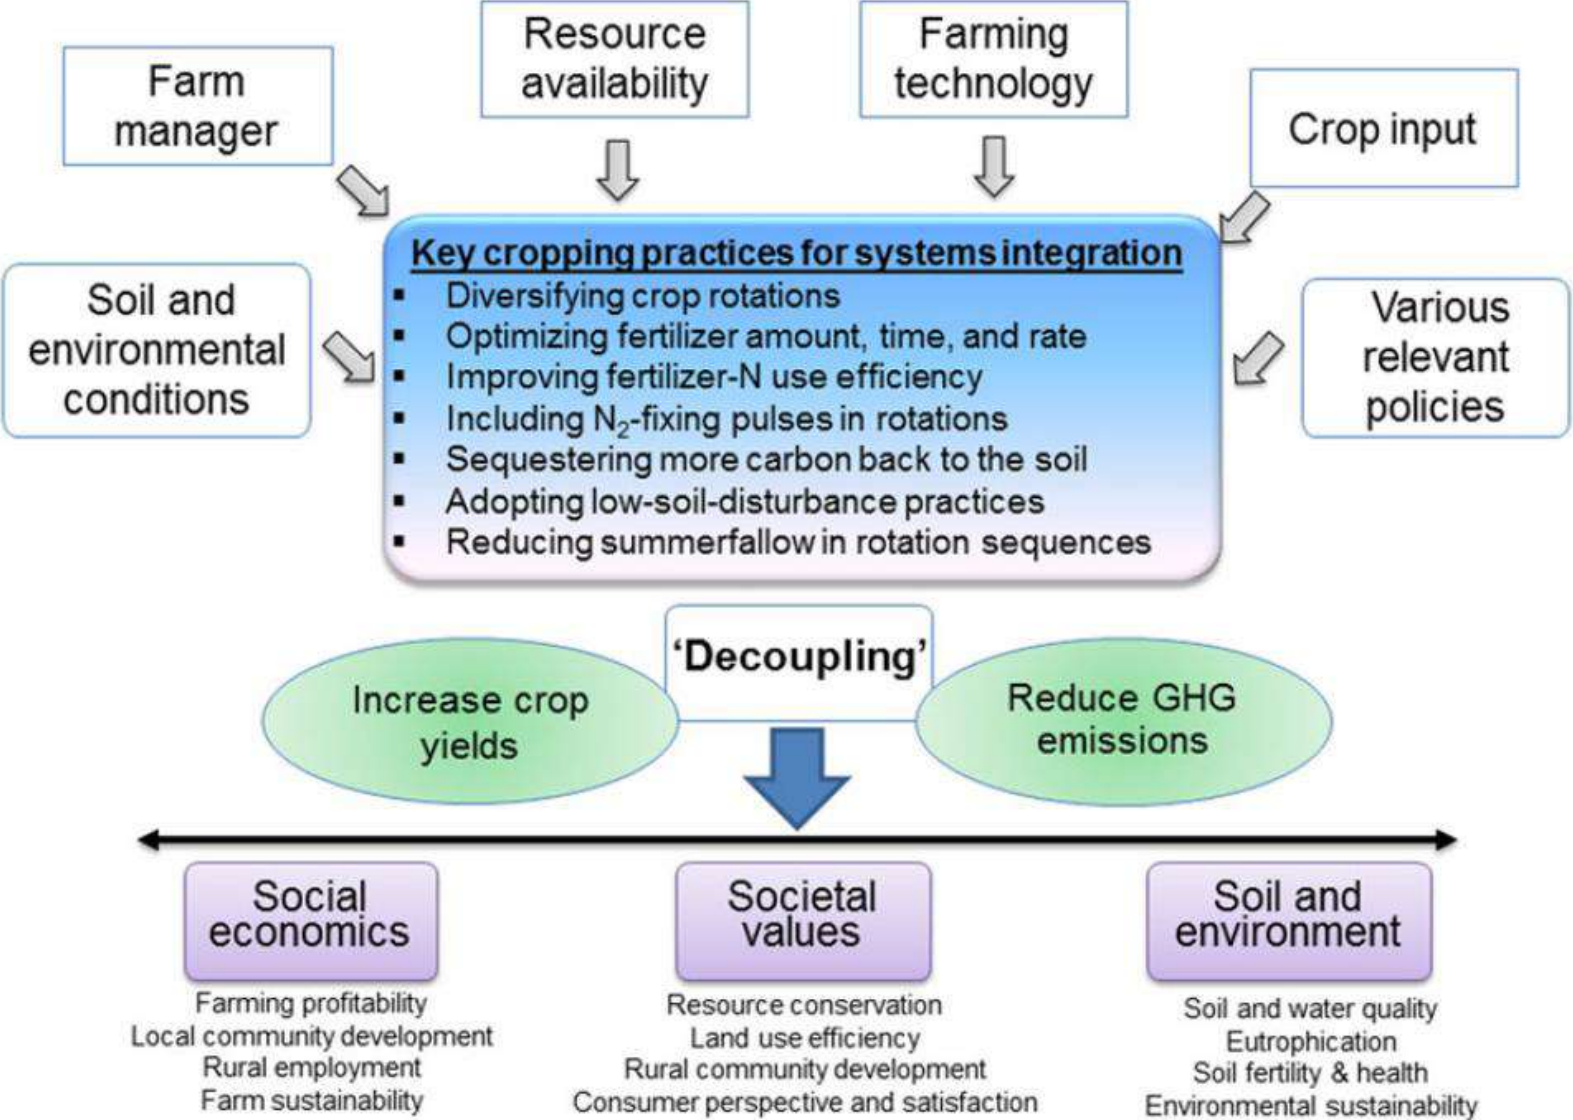 Resource
availability
Farming
technology
Farm
manager
Crop input
Soil and
environmental
conditions
Various
relevant
policies
Key cropping practices for systems integration
▪ Diversifying crop rotations
▪ Optimizing fertilizer amount, time, and rate
▪ Improving fertilizer-N use efficiency
▪ Including N₂-fixing pulses in rotations
▪ Sequestering more carbon back to the soil
▪ Adopting low-soil-disturbance practices
▪ Reducing summerfallow in rotation sequences
‘Decoupling’
Increase crop
yields
Reduce GHG
emissions
Social
economics
Farming profitability
Local community development
Rural employment
Farm sustainability
Societal
values
Resource conservation
Land use efficiency
Rural community development
Consumer perspective and satisfaction
Soil and
environment
Soil and water quality
Eutrophication
Soil fertility & health
Environmental sustainability